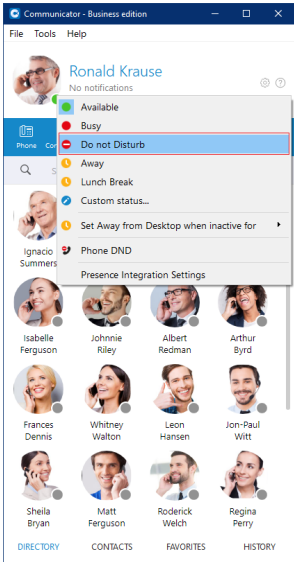 Communicator - Business edition
File Tools Help
Ronald Krause
No notifications
Available
Busy
Do not Disturb
Away
Lunch Break
Custom status...
Set Away from Desktop when inactive for
Phone DND
Presence Integration Settings
Phone Con
S
Ignacio
Summers
Isabelle
Ferguson
Johnnie
Riley
Albert
Redman
Arthur
Byrd
Frances
Dennis
Whitney
Walton
Leon
Hansen
Jon-Paul
Witt
Sheila
Bryan
Matt
Ferguson
Roderick
Welch
Regina
Perry
DIRECTORY CONTACTS FAVORITES HISTORY